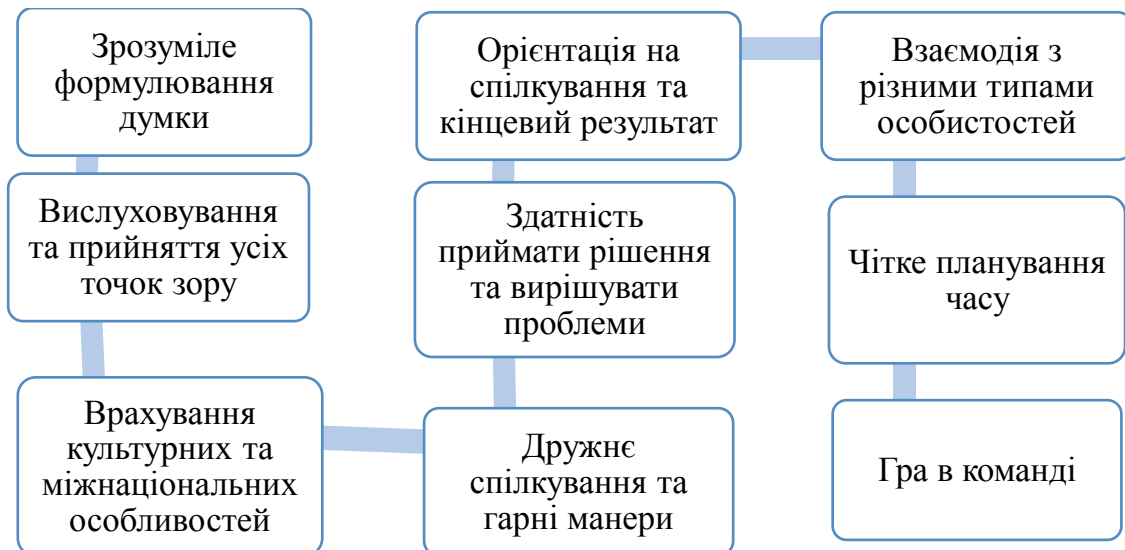 Зрозуміле
формулювання
думки
Вислуховування
та прийняття усіх
точок зору
Врахування
культурних та
міжнаціональних
особливостей
Дружнє
спілкування та
гарні манери
Здатність
приймати рішення
та вирішувати
проблеми
Орієнтація на
спілкування та
кінцевий результат
Взаємодія з
різними типами
особистостей
Чітке планування
часу
Гра в команді